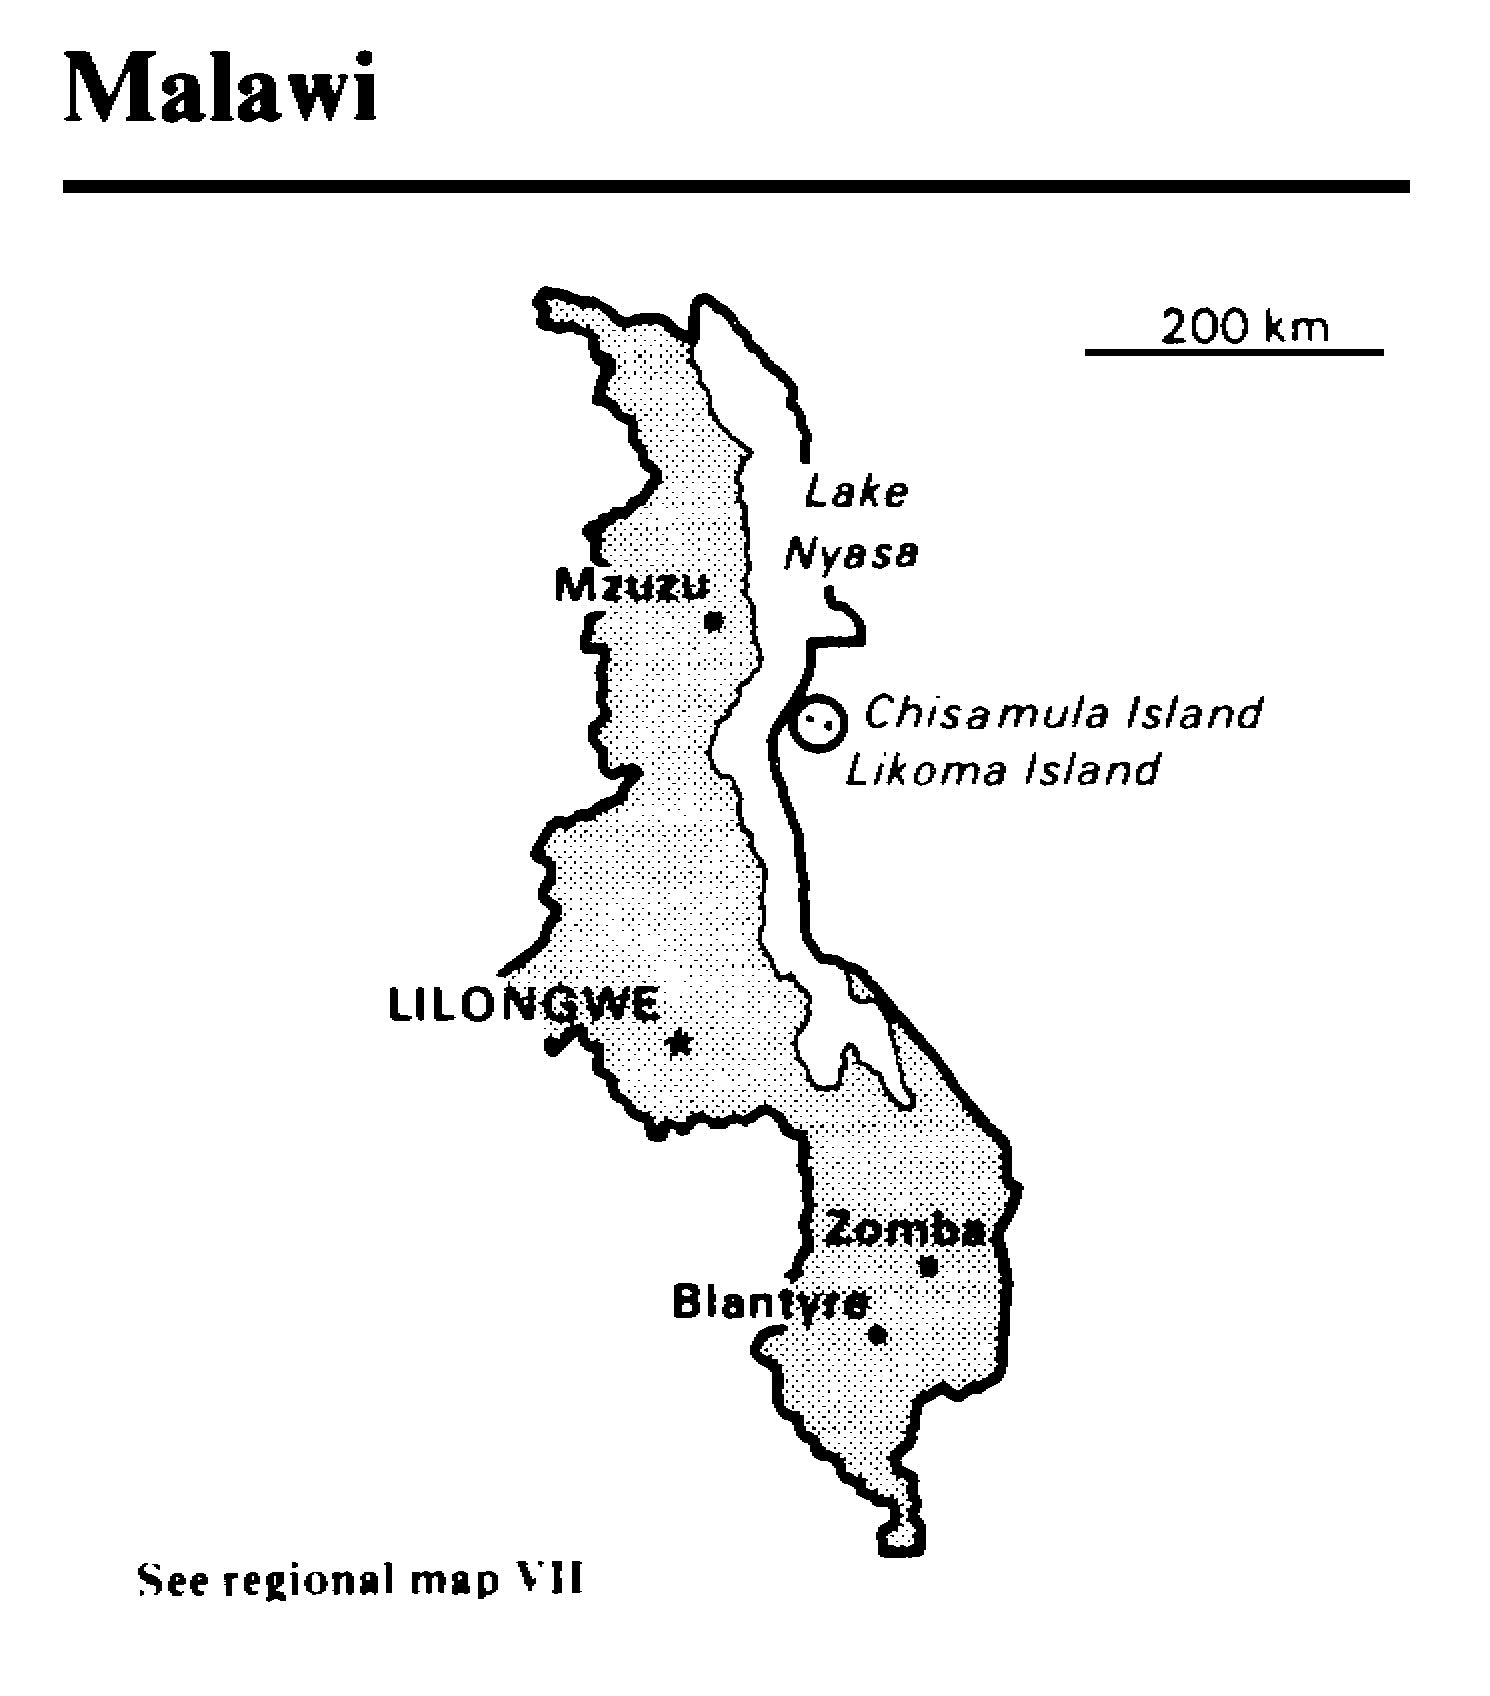 Malawi
200 km
Lake
Nyasa
Mzuzu
Chisamula Island
Likoma Island
LILONGWE
Zomba
Blantyre
See regional map VII